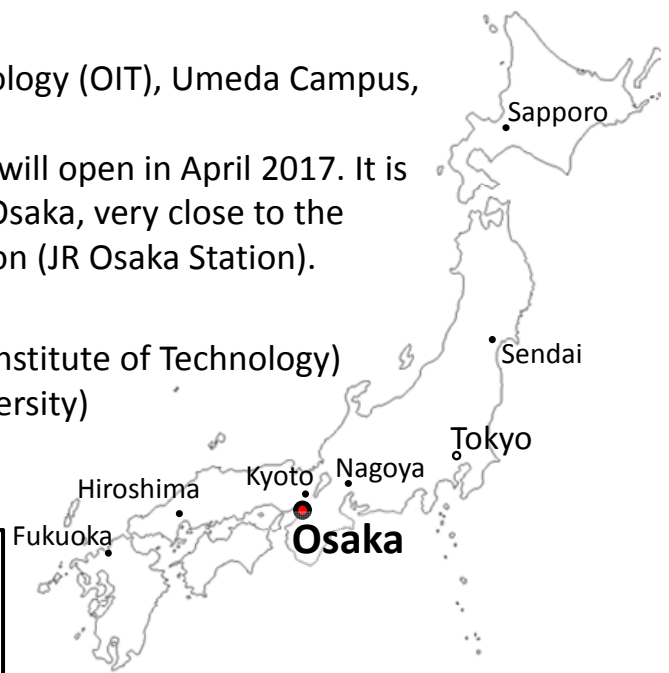 ology (OIT), Umeda Campus,
will open in April 2017. It is
Osaka, very close to the
on (JR Osaka Station).
nstitute of Technology)
ersity)
Sapporo
Sendai
Tokyo
Nagoya
Kyoto
Hiroshima
Osaka
Fukuoka